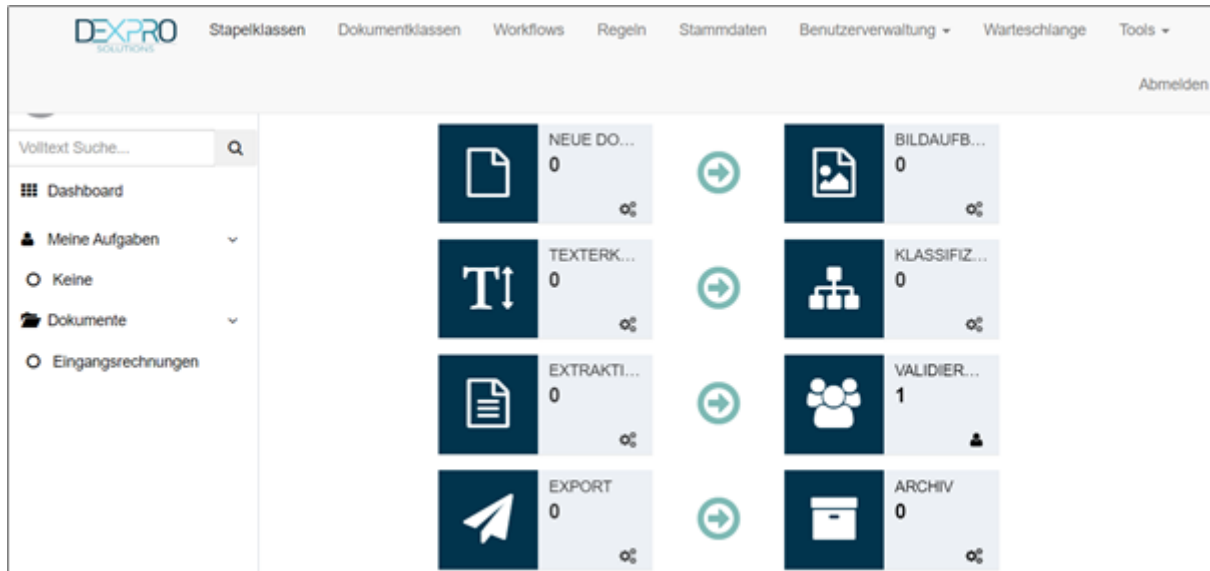 DEXPRO
SOLUTIONS
Stapelklassen Dokumentklassen Workflows Regeln Stammdaten Benutzerverwaltung Warteschlange Tools
Abmelden
Volltext Suche...
Dashboard
Meine Aufgaben
Keine
Dokumente
Eingangsrechnungen
NEUE DO...
0
BILDAUFB...
0
TEXTERK...
0
KLASSIFIZ...
0
EXTRAKTI...
0
VALIDIER...
1
EXPORT
0
ARCHIV
0